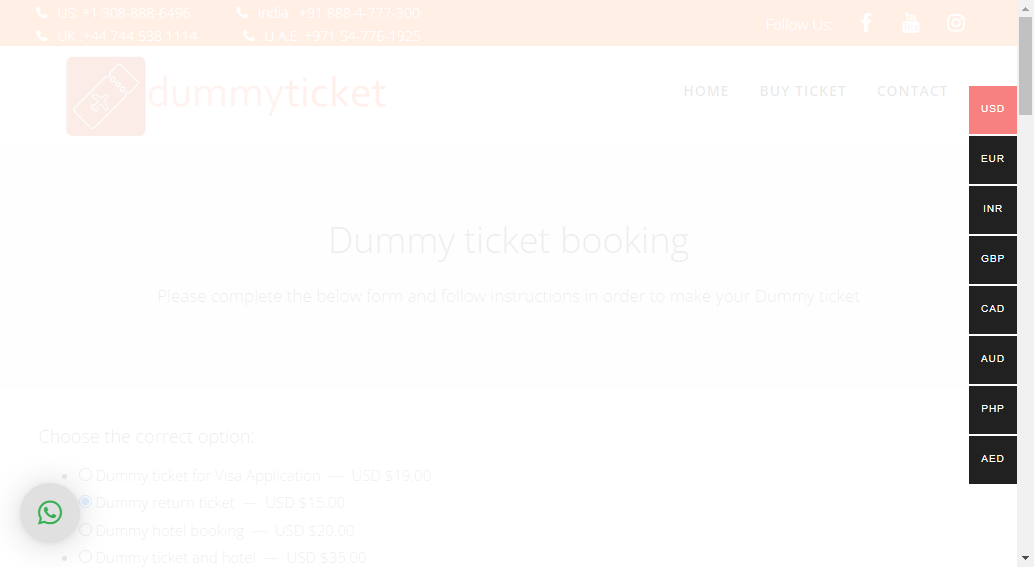 US: +1 308-888-6496
India : +91 888-4-777-300
UK :+44 744 538 1114
U.A.E :+971 54-776-1925
Follow Us:
dummyticket
HOME BUY TICKET CONTACT
USD
EUR
INR
GBP
CAD
AUD
PHP
AED
Dummy ticket booking
Please complete the below form and follow instructions in order to make your Dummy ticket
Choose the correct option:
Dummy ticket for Visa Application — USD $19.00
Dummy return ticket — USD $15.00
Dummy hotel booking — USD $20.00
Dummy ticket and hotel — USD $35.00